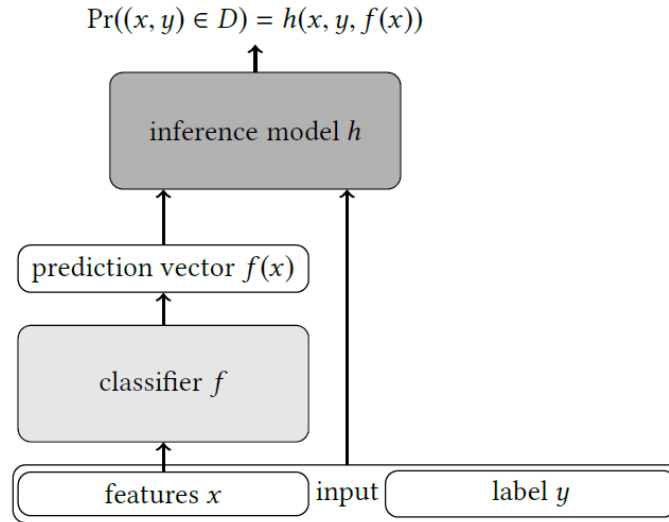 Pr((x, y) ∈ D) = h(x, y, f(x))
inference model h
prediction vector f(x)
classifier f
features x input label y